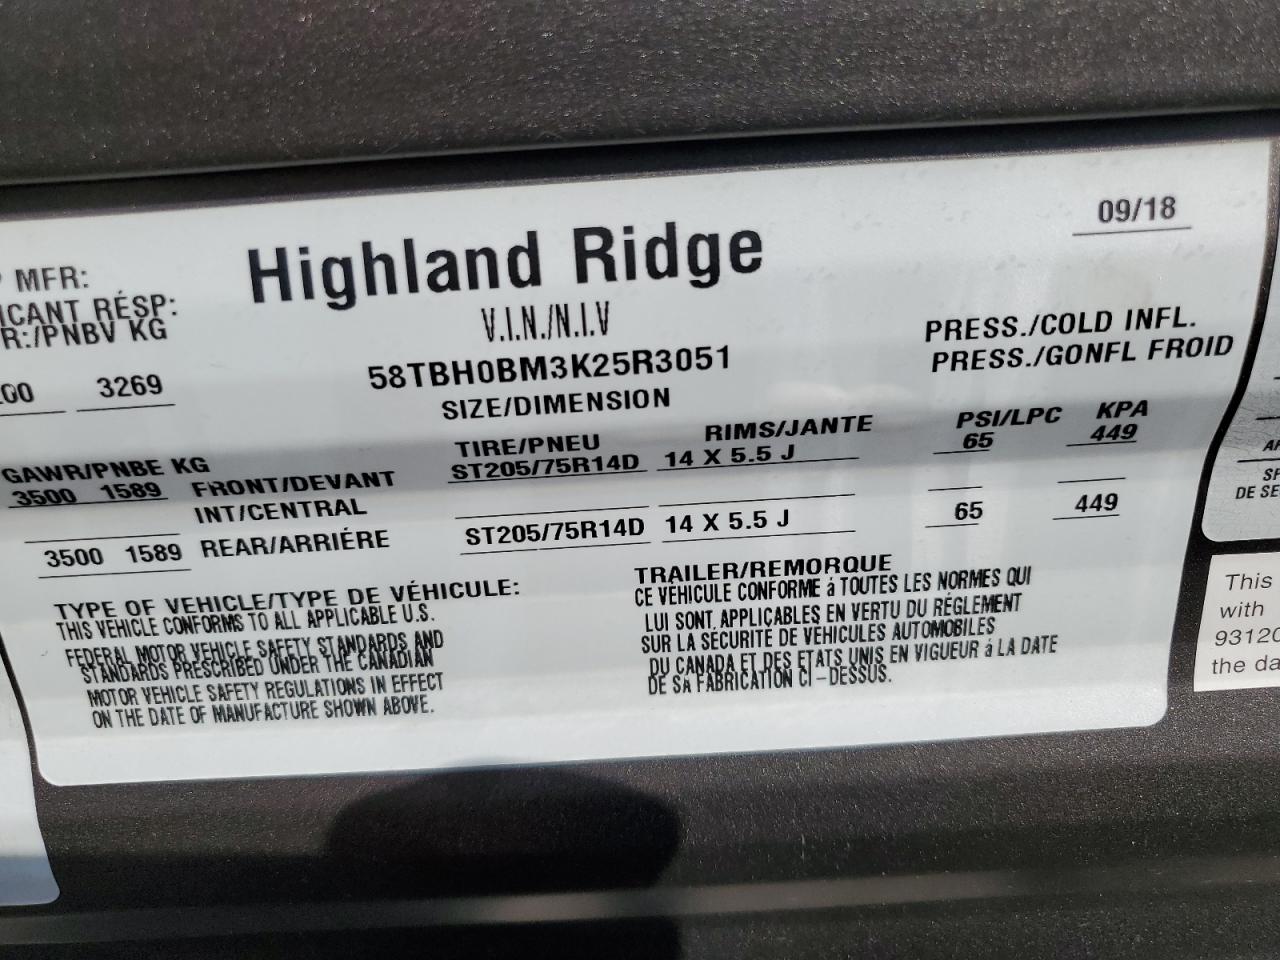 09/18
Highland Ridge
MFR:
ICANT RÉSP:
R:/PNBV KG
V.I.N./N.I.V
58TBH0BM3K25R3051
PRESS./COLD INFL.
PRESS./GONFL FROID
00 3269
SIZE/DIMENSION
TIRE/PNEU RIMS/JANTE PSI/LPC KPA
GAWR/PNBE KG
3500 1589 FRONT/DEVANT ST205/75R14D 14 X 5.5 J 65 449
INT/CENTRAL
3500 1589 REAR/ARRIÉRE ST205/75R14D 14 X 5.5 J 65 449
TYPE OF VEHICLE/TYPE DE VÉHICULE: TRAILER/REMORQUE
THIS VEHICLE CONFORMS TO ALL APPLICABLE U.S.
FEDERAL MOTOR VEHICLE SAFETY STANDARDS AND
STANDARDS PRESCRIBED UNDER THE CANADIAN
MOTOR VEHICLE SAFETY REGULATIONS IN EFFECT
ON THE DATE OF MANUFACTURE SHOWN ABOVE.
CE VÉHICULE CONFORME á TOUTES LES NORMES QUI
LUI SONT APPLICABLES EN VERTU DU RÉGLEMENT
SUR LA SÉCURITE DE VÉHICULES AUTOMOBILES
DU CANADA ET DES ETATS UNIS EN VIGUEUR á LA DATE
DE SA FABRICATION CI-DESSUS.
DE SE
This
with
93120
the da